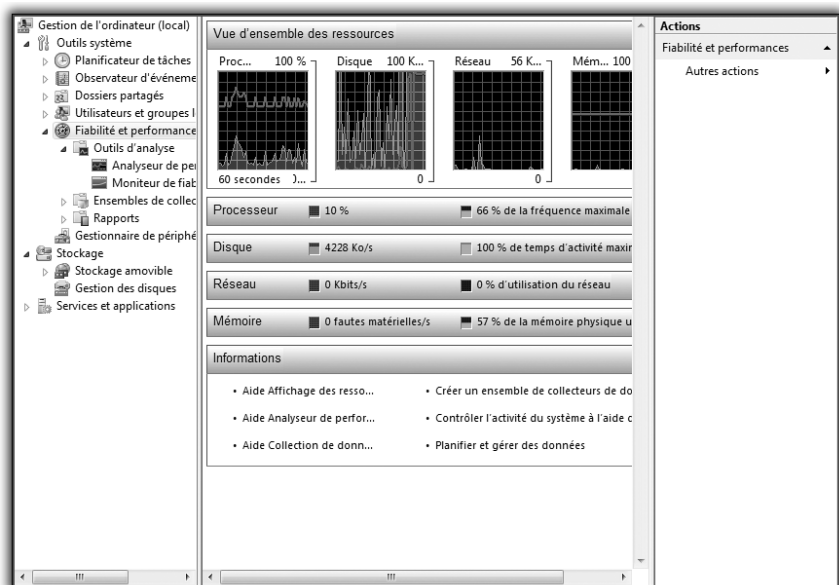 Gestion de l'ordinateur (local)
Outils système
Planificateur de tâches
Observateur d'événeme
Dossiers partagés
Utilisateurs et groupes l
Fiabilité et performance
Outils d'analyse
Analyseur de per
Moniteur de fiab
Ensembles de collec
Rapports
Gestionnaire de périphé
Stockage
Stockage amovible
Gestion des disques
Services et applications
Vue d'ensemble des ressources
Proc... 100 % Disque 100 K... Réseau 56 K... Mém... 100
60 secondes 0... 0 0
Processeur 10 % 66 % de la fréquence maximale
Disque 4228 Ko/s 100 % de temps d'activité maxir
Réseau 0 Kbits/s 0 % d'utilisation du réseau
Mémoire 0 fautes matérielles/s 57 % de la mémoire physique u
Informations
• Aide Affichage des resso... • Créer un ensemble de collecteurs de do
• Aide Analyseur de perfor... • Contrôler l'activité du système à l'aide d
• Aide Collection de donn... • Planifier et gérer des données
Actions
Fiabilité et performances
Autres actions